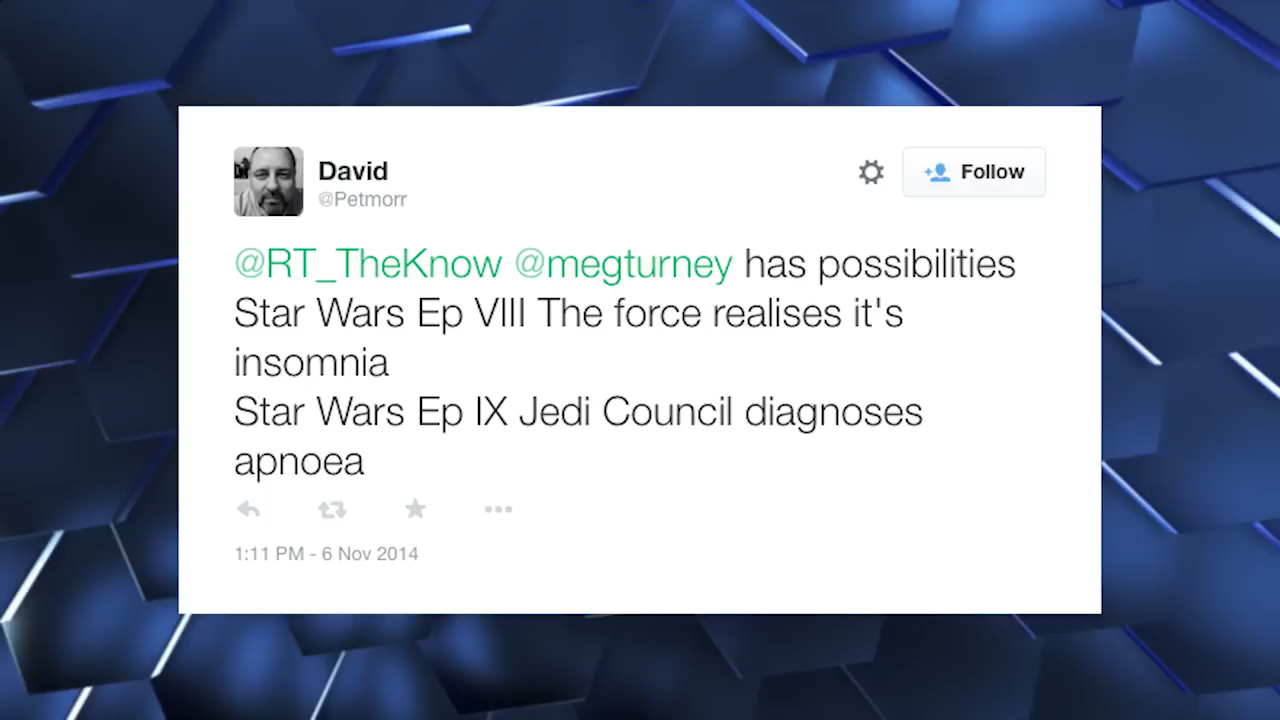 David
@Petmorr
Follow
@RT_TheKnow @megturney has possibilities
Star Wars Ep VIII The force realises it's
insomnia
Star Wars Ep IX Jedi Council diagnoses
apnoea
1:11 PM - 6 Nov 2014